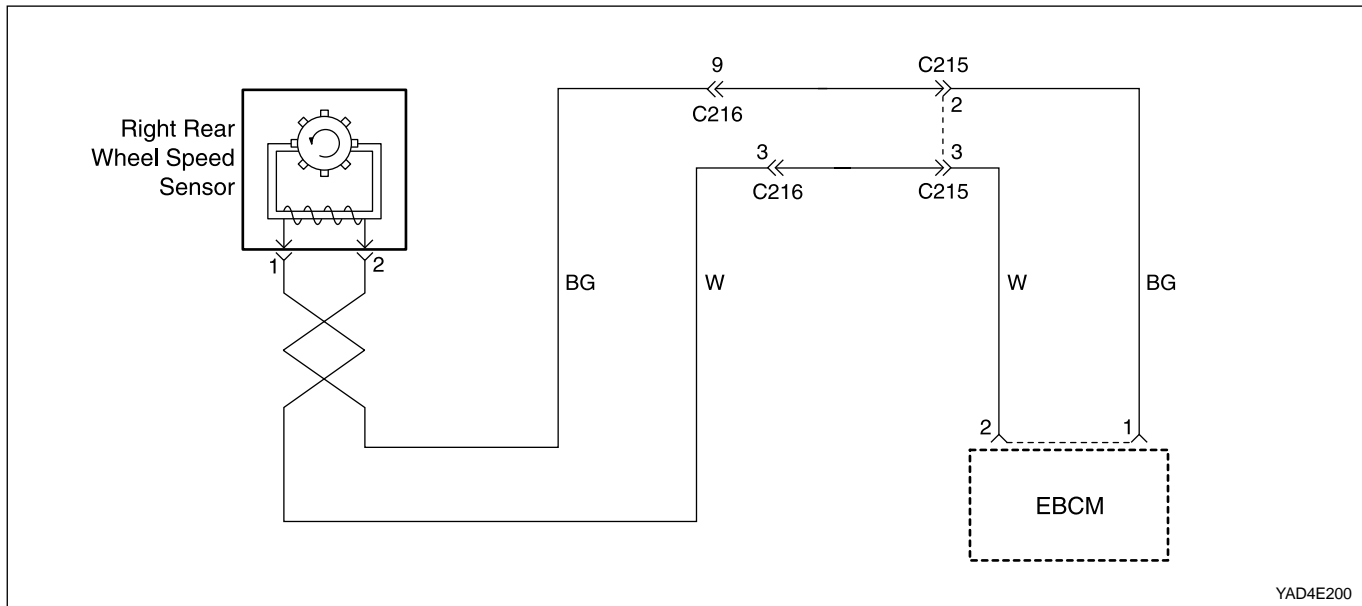 Right Rear
Wheel Speed
Sensor
1
2
9
C216
C215
2
3
C216
3
C215
BG
W
W
BG
2
1
EBCM
YAD4E200